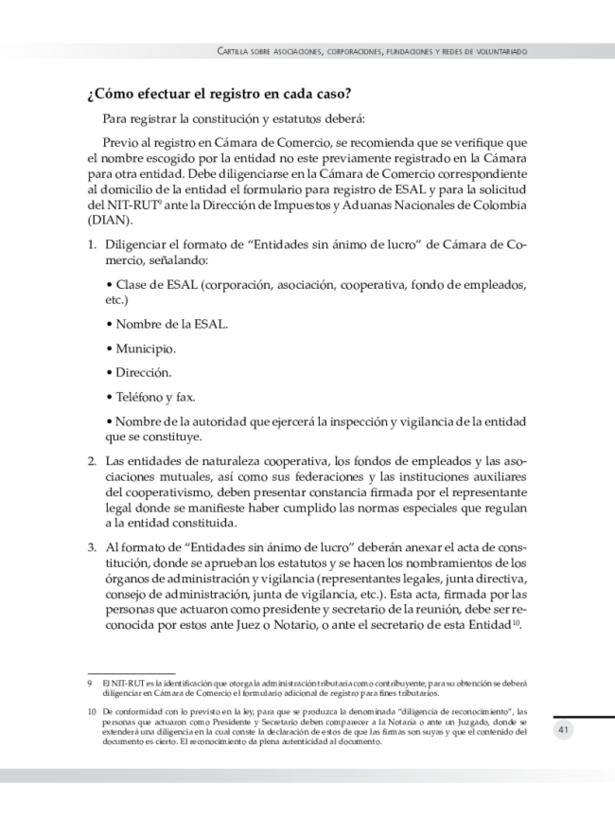 CARTILLA SOBRE ASOCIACIONES, CORPORACIONES, FUNDACIONES Y REDES DE VOLUNTARIADO
¿Cómo efectuar el registro en cada caso?
Para registrar la constitución y estatutos deberá:
Previo al registro en Cámara de Comercio, se recomienda que se verifique que
el nombre escogido por la entidad no este previamente registrado en la Cámara
para otra entidad. Debe diligenciarse en la Cámara de Comercio correspondiente
al domicilio de la entidad el formulario para registro de ESAL y para la solicitud
del NIT-RUT⁹ ante la Dirección de Impuestos y Aduanas Nacionales de Colombia
(DIAN).
1. Diligenciar el formato de “Entidades sin ánimo de lucro” de Cámara de Co-
mercio, señalando:
• Clase de ESAL (corporación, asociación, cooperativa, fondo de empleados,
etc.)
• Nombre de la ESAL.
• Municipio.
• Dirección.
• Teléfono y fax.
• Nombre de la autoridad que ejercerá la inspección y vigilancia de la entidad
que se constituye.
2. Las entidades de naturaleza cooperativa, los fondos de empleados y las aso-
ciaciones mutuales, así como sus federaciones y las instituciones auxiliares
del cooperativismo, deben presentar constancia firmada por el representante
legal donde se manifieste haber cumplido las normas especiales que regulan
a la entidad constituida.
3. Al formato de “Entidades sin ánimo de lucro” deberán anexar el acta de cons-
titución, donde se aprueban los estatutos y se hacen los nombramientos de los
órganos de administración y vigilancia (representantes legales, junta directiva,
consejo de administración, junta de vigilancia, etc.). Esta acta, firmada por las
personas que actuaron como presidente y secretario de la reunión, debe ser re-
conocida por estos ante Juez o Notario, o ante el secretario de esta Entidad¹⁰.
9 El NIT-RUT es la identificación que otorga la administración tributaria como contribuyente; para su obtención se deberá
diligenciar en Cámara de Comercio el formulario adicional de registro para fines tributarios.
10 De conformidad con lo previsto en la ley, para que se produzca la denominada “diligencia de reconocimiento”, las
personas que actuaron como Presidente y Secretario deben comparecer a la Notaría o ante un Juzgado, donde se
extenderá una diligencia en la cual conste la declaración de estos de que las firmas son suyas y que el contenido del
documento es cierto. El reconocimiento da plena autenticidad al documento.
41